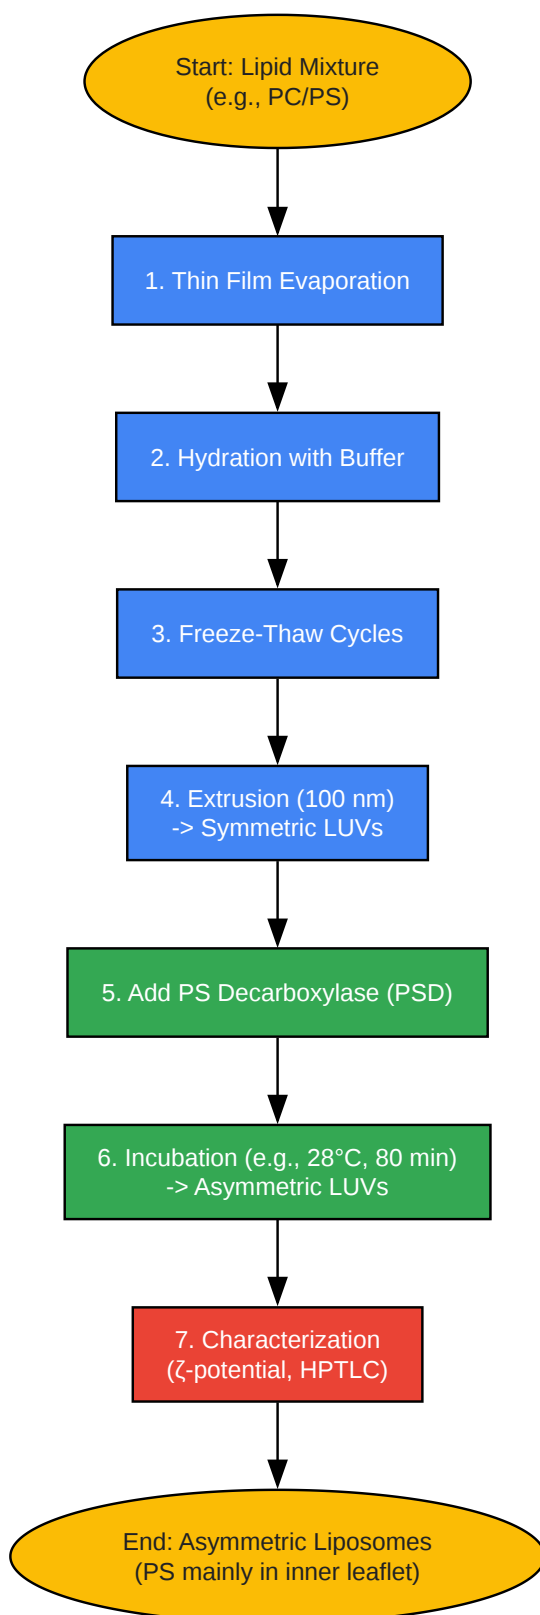 Start: Lipid Mixture
(e.g., PC/PS)
1. Thin Film Evaporation
2. Hydration with Buffer
3. Freeze-Thaw Cycles
4. Extrusion (100 nm)
-> Symmetric LUVs
5. Add PS Decarboxylase (PSD)
6. Incubation (e.g., 28°C, 80 min)
-> Asymmetric LUVs
7. Characterization
(ζ-potential, HPTLC)
End: Asymmetric Liposomes
(PS mainly in inner leaflet)